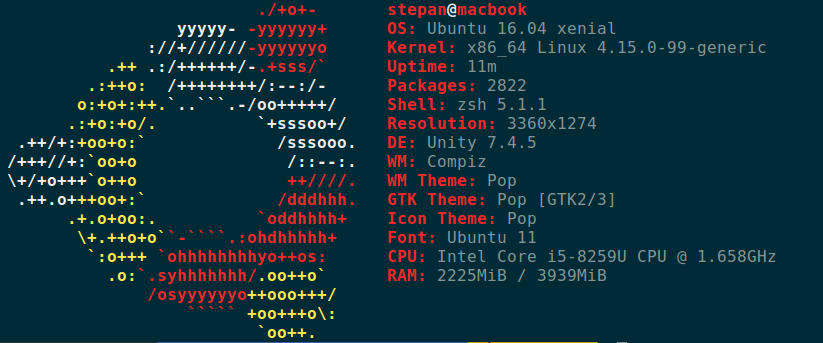 ./+o+- stepan@macbook
yyyyy- -yyyyyy+ OS: Ubuntu 16.04 xenial
://+//////-yyyyyyo Kernel: x86_64 Linux 4.15.0-99-generic
.++ .:/++++++/-.+sss/` Uptime: 11m
.:++o: /++++++++/:--:/- Packages: 2822
o:+o+:++.`..```.-/oo+++++/ Shell: zsh 5.1.1
.:+o:+o/. `+sssoo+/ Resolution: 3360x1274
.++/+:+oo+o:` /sssooo. DE: Unity 7.4.5
/+++//+:`oo+o /::--:. WM: Compiz
\+/+o+++`o++o ++////. WM Theme: Pop
.++.o+++oo+:` /dddhhh. GTK Theme: Pop [GTK2/3]
.+.o+oo:. `oddhhhh+ Icon Theme: Pop
\+.++o+o``-````.:ohdhhhhh+ Font: Ubuntu 11
`:o+++ `ohhhhhhhhyo++os: CPU: Intel Core i5-8259U CPU @ 1.658GHz
.o:`.syhhhhhhh/.oo++o` RAM: 2225MiB / 3939MiB
/osyyyyyyo++ooo+++/
````` +oo+++o\:
`oo++.